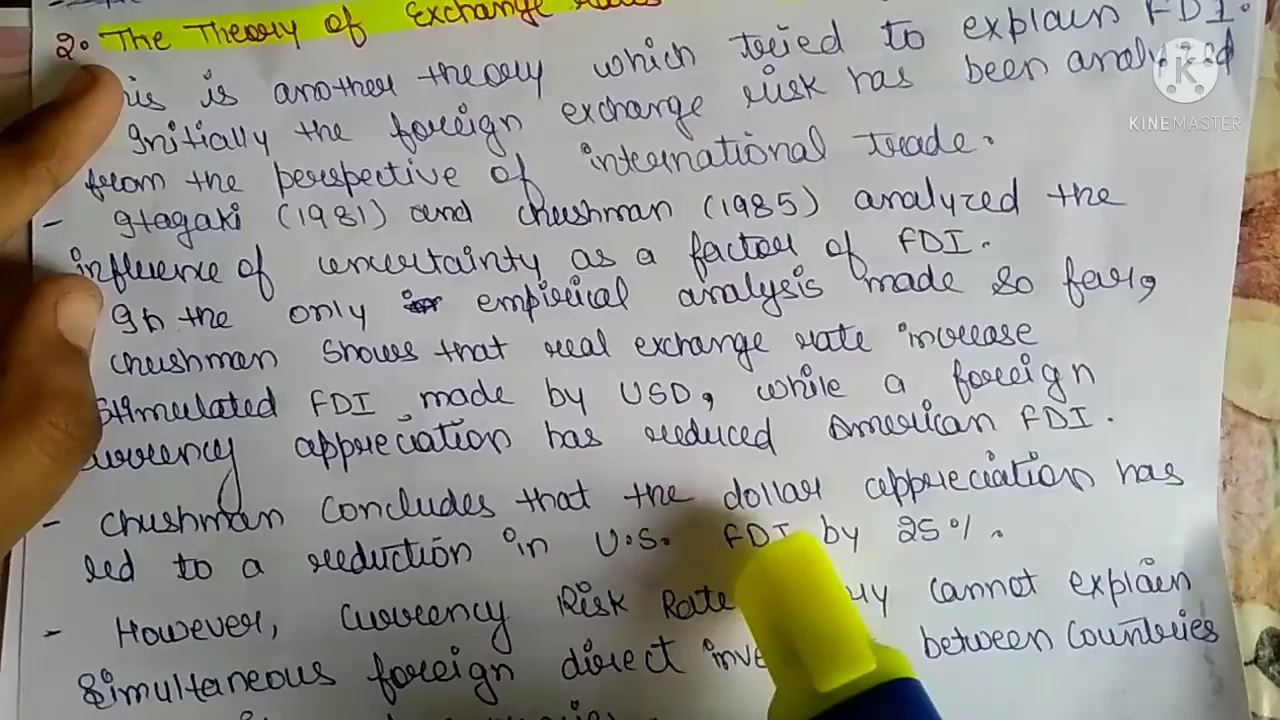 2. The Theory of Exchange
is is another theory which tried to explain FDI.
Initially the foreign exchange risk has been analyzed
from the perspective of international trade.
- Itagaki (1981) and Chushman (1985) analyzed the
influence of uncertainty as a factor of FDI.
In the only empirical analysis made so far,
Chushman shows that real exchange rate increase
stimulated FDI made by USD, while a foreign
currency appreciation has reduced American FDI.
- Chushman concludes that the dollar appreciation has
led to a reduction in U.S. FDI by 25%.
- However, Currency Risk Rate cannot explain
Simultaneous foreign direct between Countries
KINEMASTER